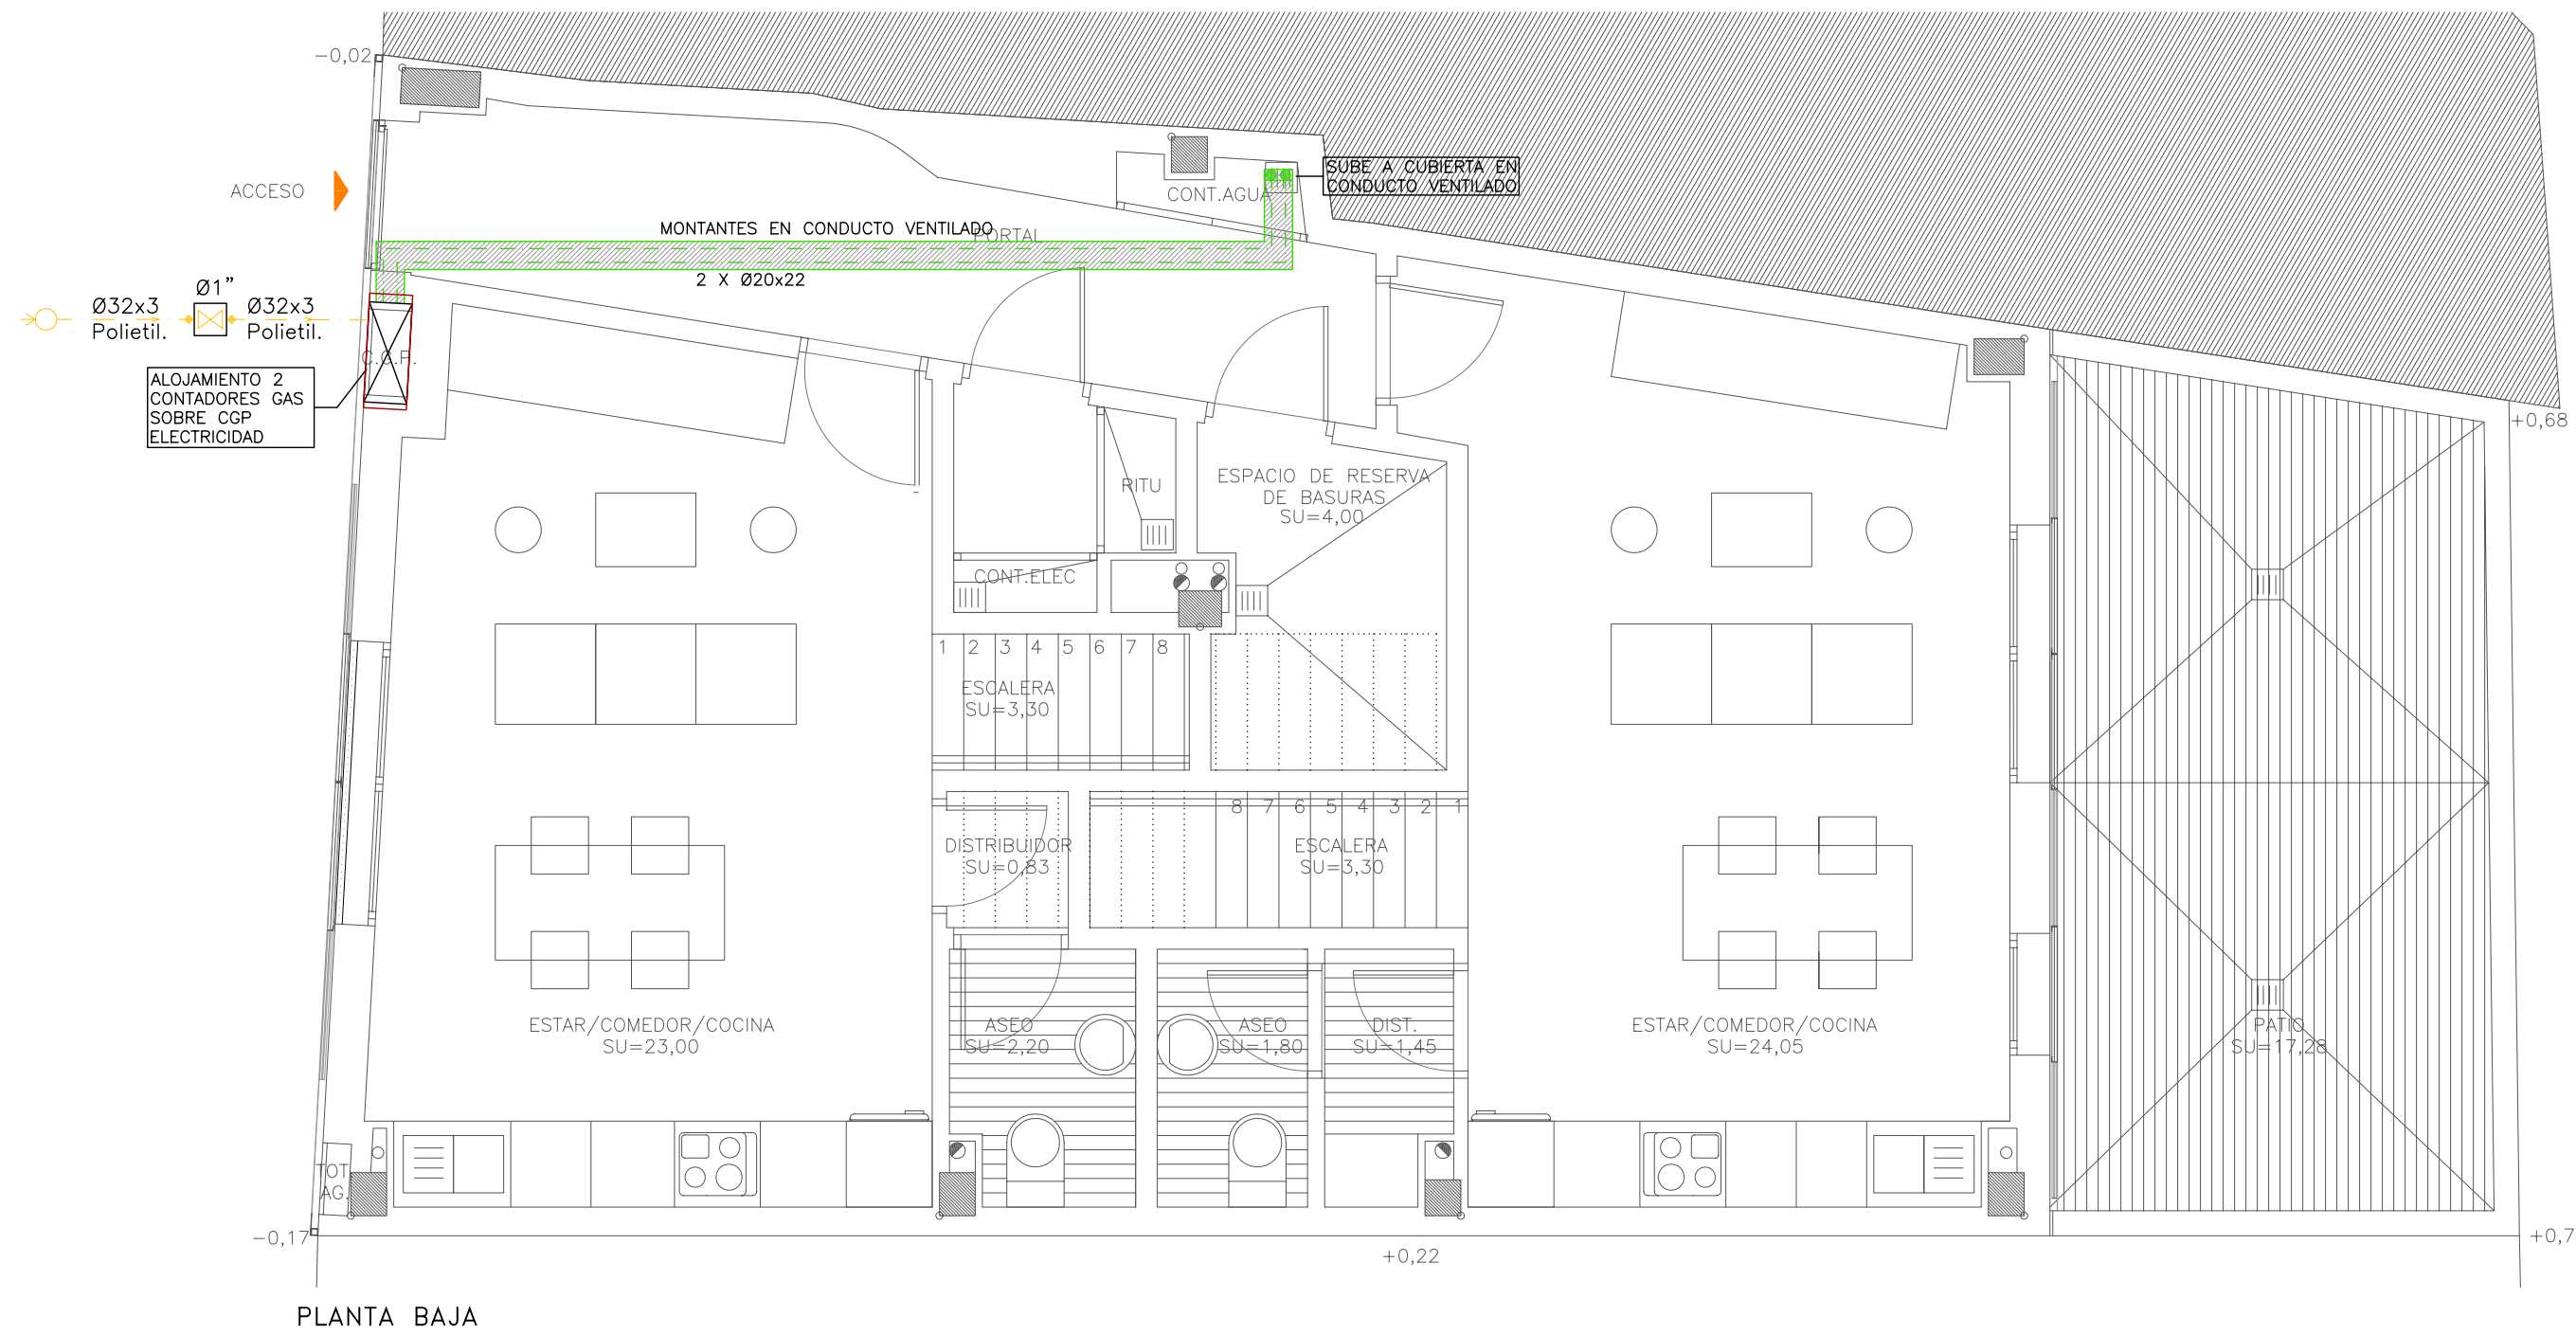 -0,02
SUBE A CUBIERTA EN
CONDUCTO VENTILADO
ACCESO
CONT.AGUA
MONTANTES EN CONDUCTO VENTILADO
PORTAL
2 X Ø20x22
Ø1"
Ø32x3
Polietil.
Ø32x3
Polietil.
C.G.P.
ALOJAMIENTO 2
CONTADORES GAS
SOBRE CGP
ELECTRICIDAD
+0,68
RITU
ESPACIO DE RESERVA
DE BASURAS
SU=4,00
CONT.ELEC
1 2 3 4 5 6 7 8
ESCALERA
SU=3,30
8 7 6 5 4 3 2 1
DISTRIBUIDOR
SU=0,83
ESCALERA
SU=3,30
ESTAR/COMEDOR/COCINA
SU=23,00
ASEO
SU=2,20
ASEO
SU=1,80
DIST.
SU=1,45
ESTAR/COMEDOR/COCINA
SU=24,05
PATIO
SU=17,28
TOT.
AG.
-0,17
+0,22
+0,7
PLANTA BAJA